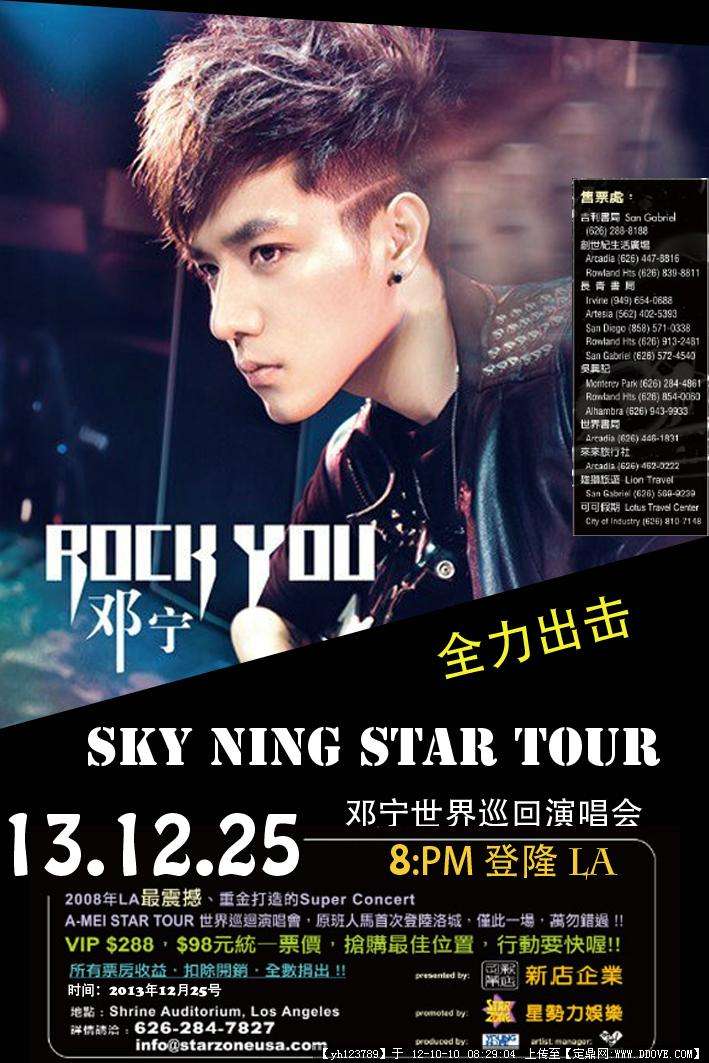 售票處：
吉利書局 San Gabriel
(626) 288-8188
創世紀生活廣場
Arcadia (626) 447-8816
Rowland Hts (626) 839-8811
長青書局
Irvine (949) 654-0688
Artesia (562) 402-5393
San Diego (858) 571-0338
Rowland Hts (626) 913-2481
San Gabriel (626) 572-4540
吳興記
Monterey Park (626) 284-4861
Rowland Hts (626) 854-0060
Alhambra (626) 943-9933
世界書局
Arcadia (626) 446-1831
來來旅行社
Arcadia (626) 462-0222
雄獅旅遊 Lion Travel
San Gabriel (626) 569-9239
可可假期 Lotus Travel Center
City of Industry (626) 810-7148
ROCK YOU
邓宁
全力出击
SKY NING STAR TOUR
邓宁世界巡回演唱会
13.12.25
8:PM 登隆 LA
2008年LA最震撼、重金打造的Super Concert
A-MEI STAR TOUR 世界巡迴演唱會，原班人馬首次登陸洛城，僅此一場，萬勿錯過 !!
VIP $288，$98元統一票價，搶購最佳位置，行動要快喔!!
所有票房收益．扣除開銷．全數捐出 !!
时间：2013年12月25号
地點：Shrine Auditorium, Los Angeles
詳情請洽：626-284-7827
info@starzoneusa.com
presented by: 新店企業
promoted by: STAR ZONE 星勢力娛樂
produced by: artist manager:
【yh123789】于 12-10-10 08:29:04 上传至【定鼎网:WWW.DDOVE.COM】